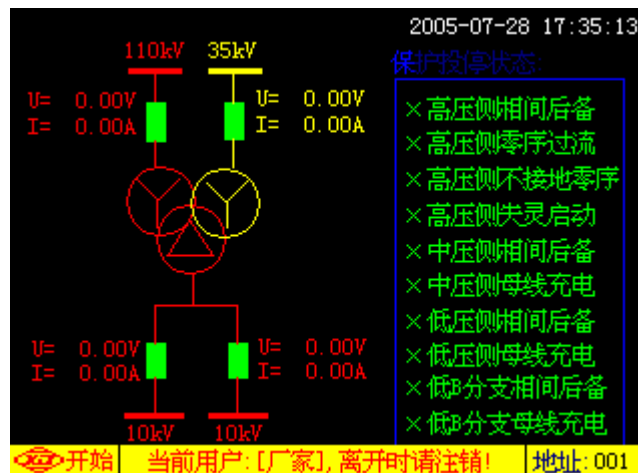 2005-07-28 17:35:13
110kV 35kV
U= 0.00V
I= 0.00A
U= 0.00V
I= 0.00A
保护投停状态:
×高压侧相间后备
×高压侧零序过流
×高压侧不接地零序
×高压侧失灵启动
×中压侧相间后备
×中压侧母线充电
×低压侧相间后备
×低压侧母线充电
×低B分支相间后备
×低B分支母线充电
U= 0.00V
I= 0.00A
U= 0.00V
I= 0.00A
10kV 10kV
开始 当前用户:[厂家],离开时请注销! 地址:001